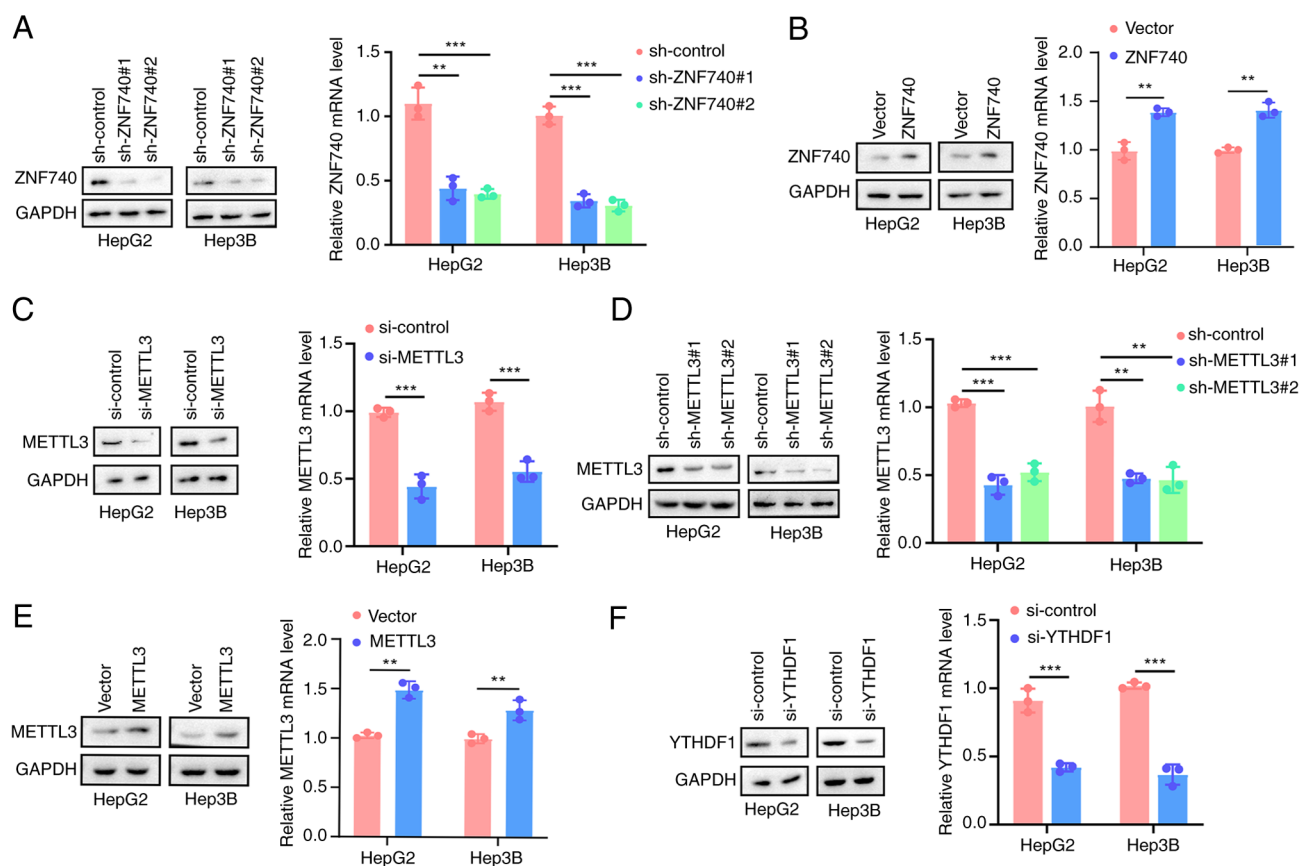 A
sh-control
sh-ZNF740#1
sh-ZNF740#2
sh-control
sh-ZNF740#1
sh-ZNF740#2
ZNF740
GAPDH
HepG2
Hep3B
Relative ZNF740 mRNA level
1.5
1.0
0.5
0.0
***
**
***
***
HepG2
Hep3B
sh-control
sh-ZNF740#1
sh-ZNF740#2
B
Vector
ZNF740
Vector
ZNF740
ZNF740
GAPDH
HepG2
Hep3B
Vector
ZNF740
Relative ZNF740 mRNA level
2.0
1.5
1.0
0.5
0.0
**
**
HepG2
Hep3B
C
si-control
si-METTL3
si-control
si-METTL3
METTL3
GAPDH
HepG2
Hep3B
si-control
si-METTL3
Relative METTL3 mRNA level
1.5
1.0
0.5
0.0
***
***
HepG2
Hep3B
D
sh-control
sh-METTL3#1
sh-METTL3#2
sh-control
sh-METTL3#1
sh-METTL3#2
METTL3
GAPDH
HepG2
Hep3B
Relative METTL3 mRNA level
1.5
1.0
0.5
0.0
***
***
**
**
HepG2
Hep3B
sh-control
sh-METTL3#1
sh-METTL3#2
E
Vector
METTL3
Vector
METTL3
METTL3
GAPDH
HepG2
Hep3B
Vector
METTL3
Relative METTL3 mRNA level
2.0
1.5
1.0
0.5
0.0
**
**
HepG2
Hep3B
F
si-control
si-YTHDF1
si-control
si-YTHDF1
YTHDF1
GAPDH
HepG2
Hep3B
si-control
si-YTHDF1
Relative YTHDF1 mRNA level
1.5
1.0
0.5
0.0
***
***
HepG2
Hep3B